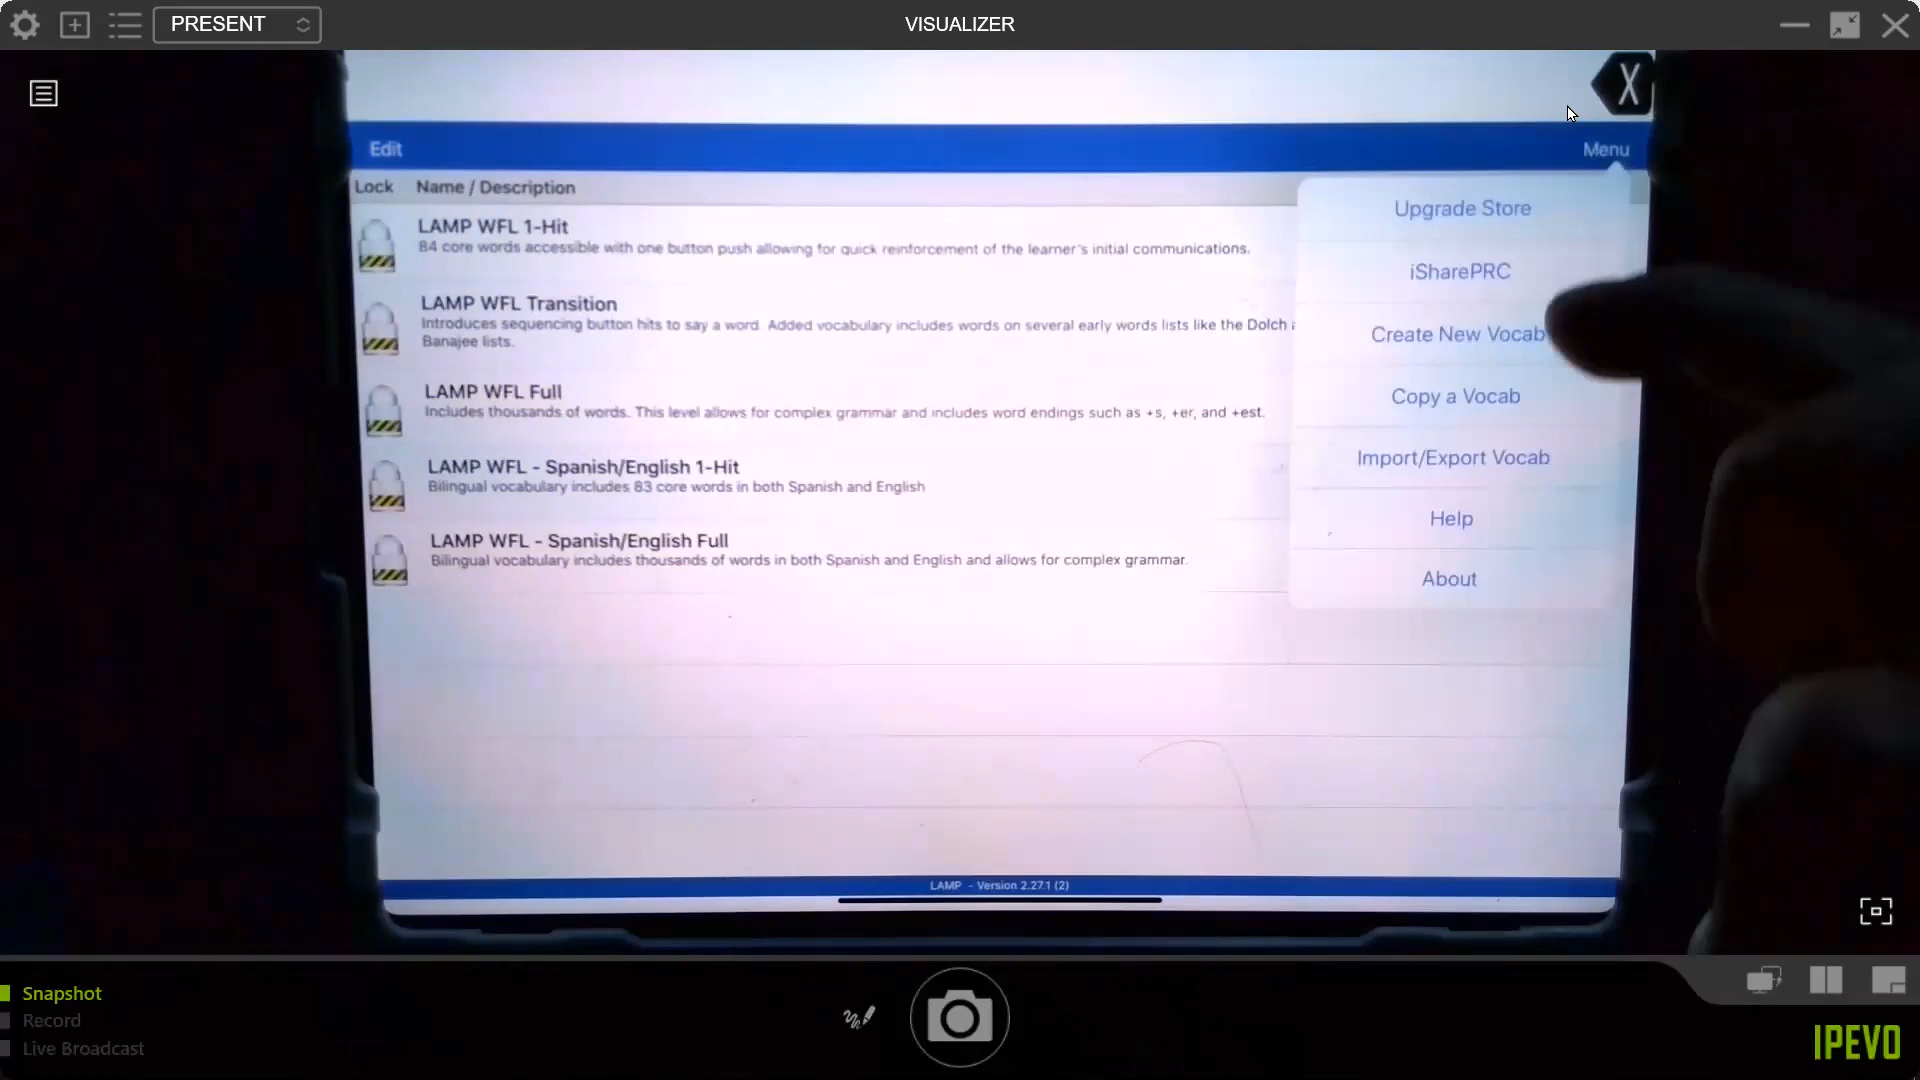 PRESENT
VISUALIZER
X
Edit
Menu
Lock
Name / Description
LAMP WFL 1-Hit
84 core words accessible with one button push allowing for quick reinforcement of the learner's initial communications.
LAMP WFL Transition
Introduces sequencing button hits to say a word. Added vocabulary includes words on several early words lists like the Dolch
Banajee lists.
LAMP WFL Full
Includes thousands of words. This level allows for complex grammar and includes word endings such as +s, +er, and +est.
LAMP WFL - Spanish/English 1-Hit
Bilingual vocabulary includes 83 core words in both Spanish and English
LAMP WFL - Spanish/English Full
Bilingual vocabulary includes thousands of words in both Spanish and English and allows for complex grammar.
Upgrade Store
iSharePRC
Create New Vocab
Copy a Vocab
Import/Export Vocab
Help
About
LAMP - Version 2.27.1 (2)
Snapshot
Record
Live Broadcast
IPEVO